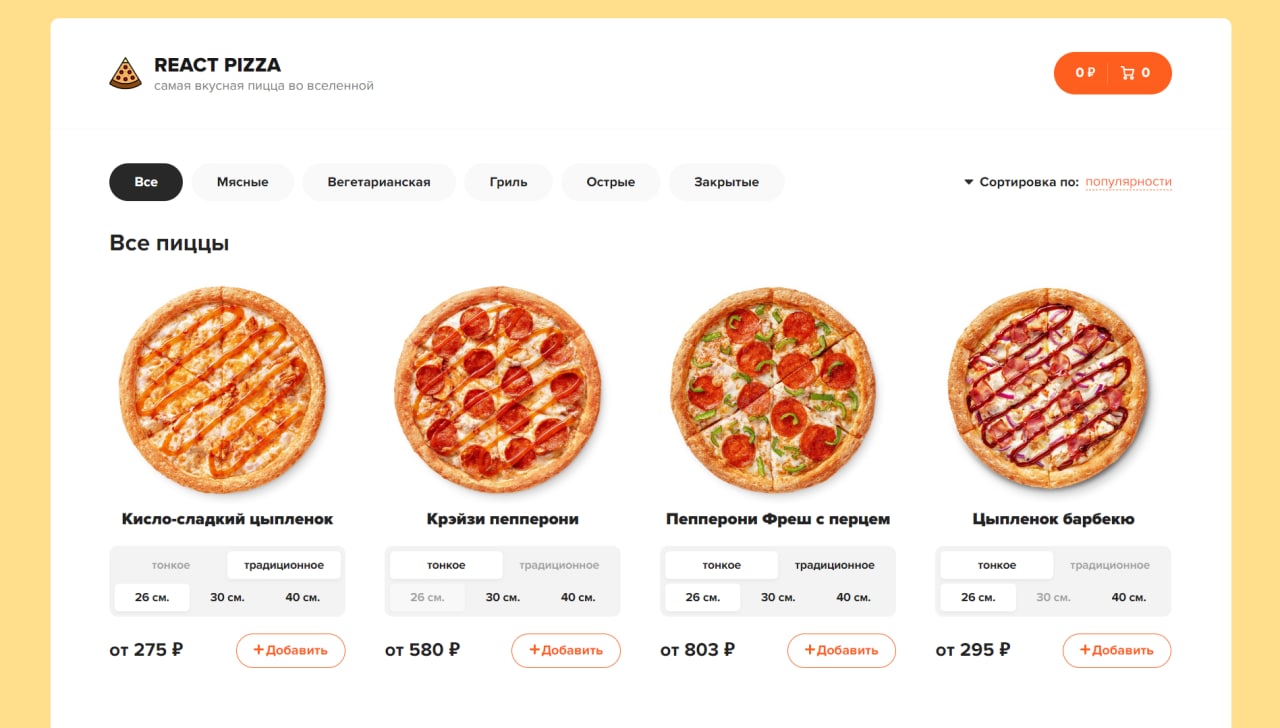 REACT PIZZA
самая вкусная пицца во вселенной
0 ₽ 0
Все Мясные Вегетарианская Гриль Острые Закрытые Сортировка по: популярности
Все пиццы
Кисло-сладкий цыпленок Крэйзи пепперони Пепперони Фреш с перцем Цыпленок барбекю
тонкое традиционное тонкое традиционное тонкое традиционное тонкое традиционное
26 см. 30 см. 40 см. 26 см. 30 см. 40 см. 26 см. 30 см. 40 см. 26 см. 30 см. 40 см.
от 275 ₽ +Добавить от 580 ₽ +Добавить от 803 ₽ +Добавить от 295 ₽ +Добавить